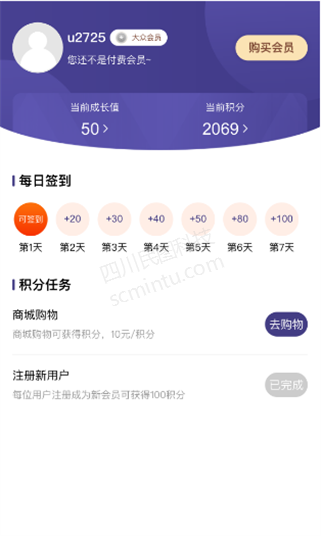 u2725 大众会员
您还不是付费会员~
购买会员
当前成长值 当前积分
50 > 2069 >
每日签到
可签到 +20 +30 +40 +50 +80 +100
第1天 第2天 第3天 第4天 第5天 第6天 第7天
四川民图科技
scmintu.com
积分任务
商城购物
商城购物可获得积分，10元/积分
去购物
注册新用户
每位用户注册成为新会员可获得100积分
已完成